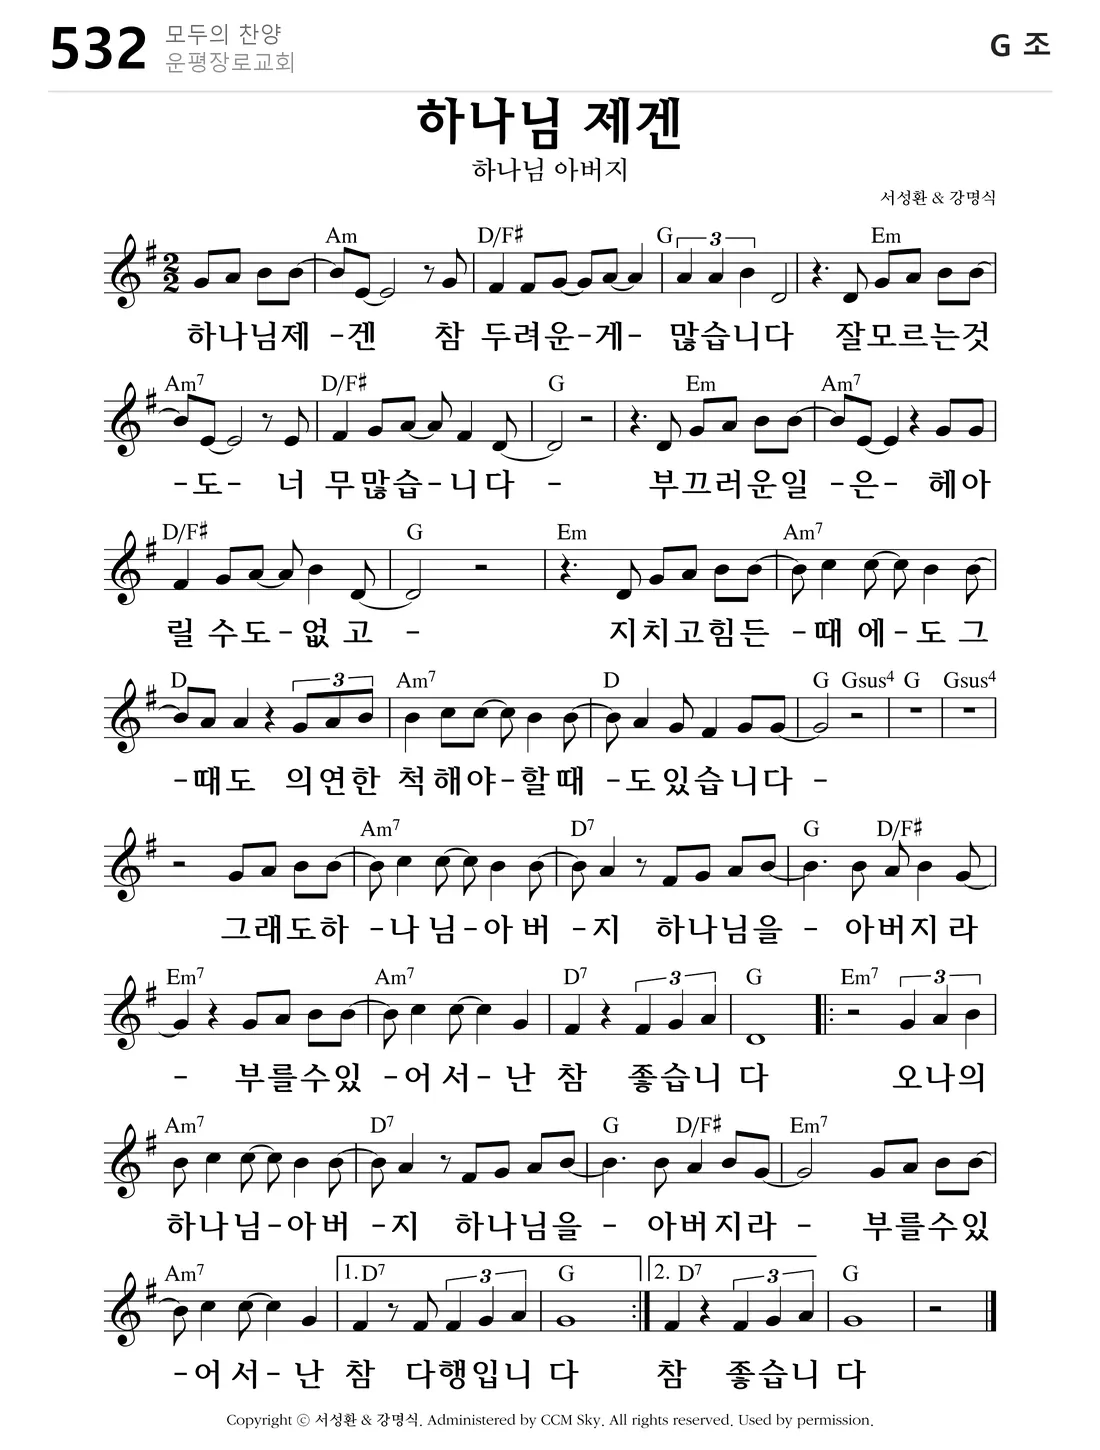 532 모두의 찬양
운평장로교회
G 조
하나님 제겐
하나님 아버지
서성환 & 강명식
Am D/F♯ G 3 Em
하나님제 -겐 참 두려운-게- 많습니다 잘모르는것
Am7 D/F♯ G Em Am7
-도- 너 무많습-니다 - 부끄러운일 -은- 헤아
D/F♯ G Em Am7
릴 수도-없고 - 지치고힘든 -때에-도그
D 3 Am7 D G Gsus4 G Gsus4
-때도 의연한 척해야-할때 -도있습니다 -
Am7 D7 G D/F♯
그래도하 -나님-아버 -지 하나님을 - 아버지라
Em7 Am7 D7 3 G Em7 3
- 부를수있 -어서-난 참 좋습니 다 오나의
Am7 D7 G D/F♯ Em7
하나님-아버 -지 하나님을 - 아버지라 - 부를수있
Am7 1. D7 3 G 2. D7 3 G
-어서-난 참 다행입니 다 참 좋습니 다
Copyright ⓒ 서성환 & 강명식. Administered by CCM Sky. All rights reserved. Used by permission.